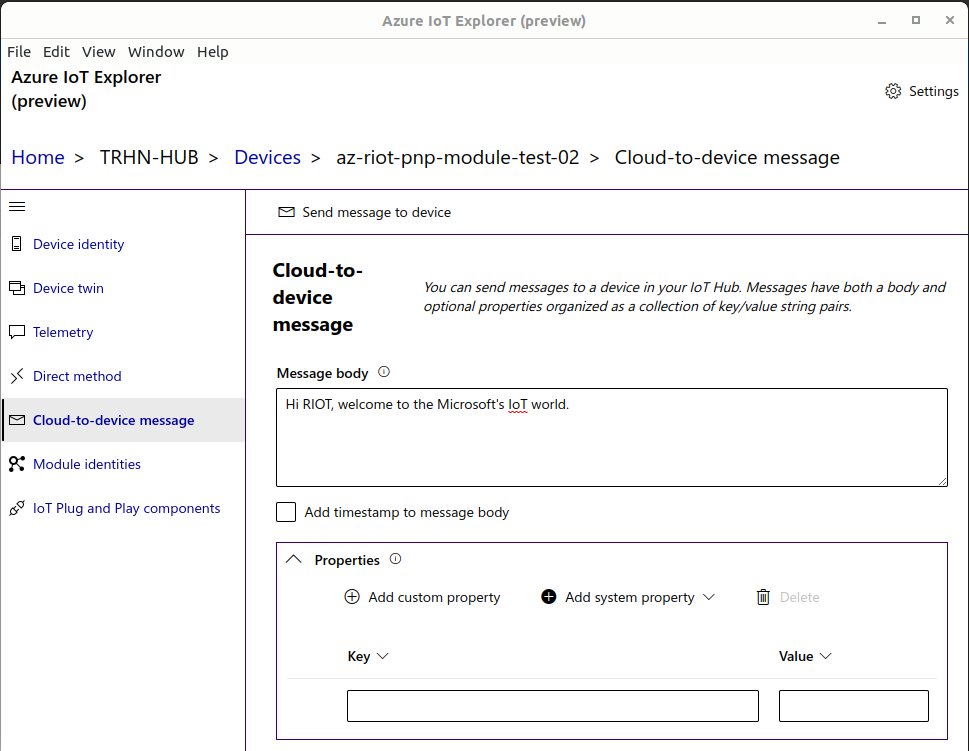 Azure IoT Explorer (preview)
File Edit View Window Help
Azure IoT Explorer
(preview)
Settings
Home > TRHN-HUB > Devices > az-riot-pnp-module-test-02 > Cloud-to-device message
Device identity
Device twin
Telemetry
Direct method
Cloud-to-device message
Module identities
IoT Plug and Play components
Send message to device
Cloud-to-
device
message
You can send messages to a device in your IoT Hub. Messages have both a body and
optional properties organized as a collection of key/value string pairs.
Message body
Hi RIOT, welcome to the Microsoft's IoT world.
Add timestamp to message body
Properties
Add custom property Add system property Delete
Key Value